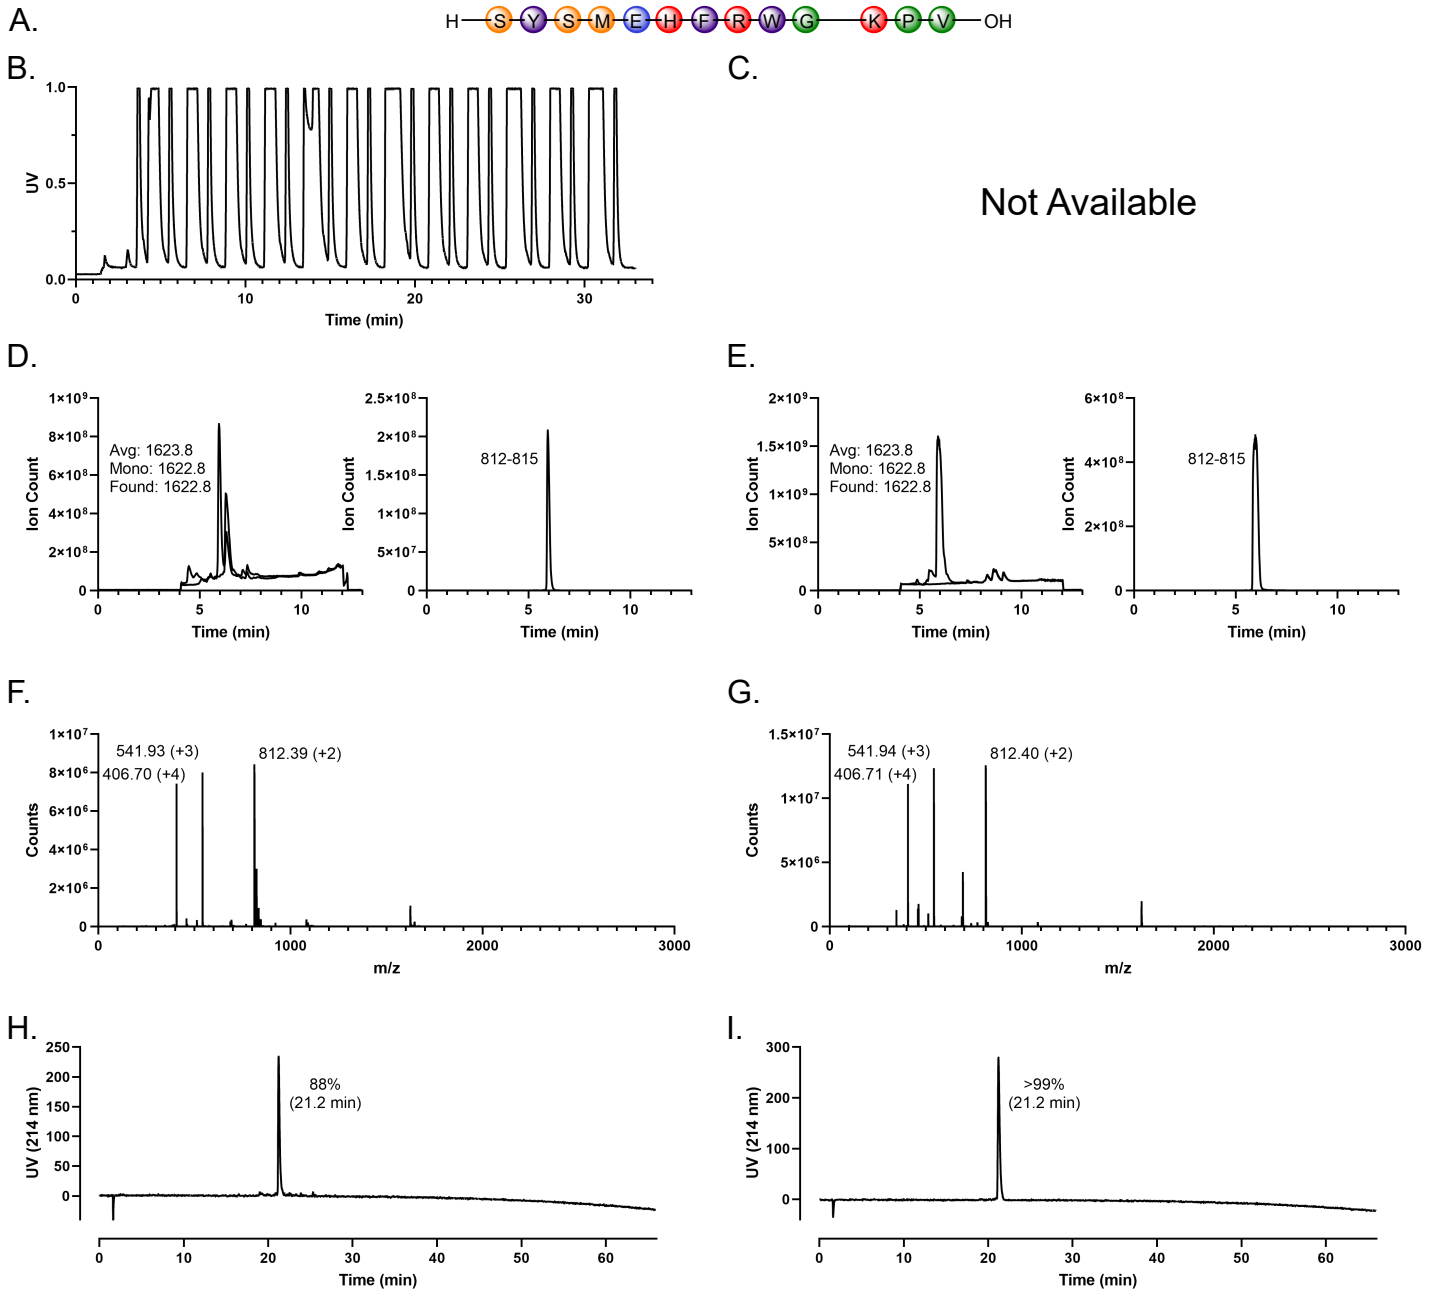 A.
H S Y S M E H F R W G K P V OH
B.
1.0
0.5
0.0
UV
0 10 20 30
Time (min)
C.
Not Available
D.
1×10⁹
8×10⁸
6×10⁸
4×10⁸
2×10⁸
0
Ion Count
Avg: 1623.8
Mono: 1622.8
Found: 1622.8
0 5 10
Time (min)
2.5×10⁸
2×10⁸
1.5×10⁸
1×10⁸
5×10⁷
0
Ion Count
812-815
0 5 10
Time (min)
E.
2×10⁹
1.5×10⁹
1×10⁹
5×10⁸
0
Ion Count
Avg: 1623.8
Mono: 1622.8
Found: 1622.8
0 5 10
Time (min)
6×10⁸
4×10⁸
2×10⁸
0
Ion Count
812-815
0 5 10
Time (min)
F.
1×10⁷
8×10⁶
6×10⁶
4×10⁶
2×10⁶
0
Counts
541.93 (+3)
812.39 (+2)
406.70 (+4)
0 1000 2000 3000
m/z
G.
1.5×10⁷
1×10⁷
5×10⁶
0
Counts
541.94 (+3)
812.40 (+2)
406.71 (+4)
0 1000 2000 3000
m/z
H.
250
200
150
100
50
0
UV (214 nm)
88%
(21.2 min)
0 10 20 30 40 50 60
Time (min)
I.
300
200
100
0
UV (214 nm)
>99%
(21.2 min)
0 10 20 30 40 50 60
Time (min)